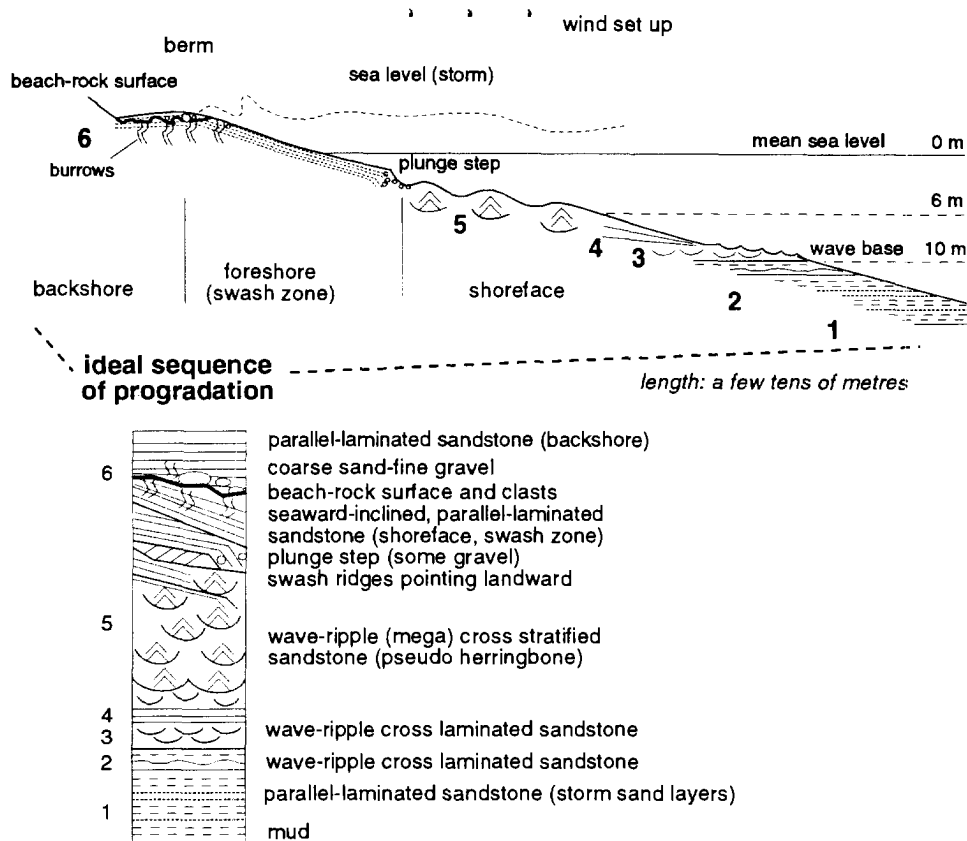 wind set up
berm
sea level (storm)
beach-rock surface
6
mean sea level 0 m
burrows
plunge step
6 m
5
4
3
wave base 10 m
backshore
foreshore
(swash zone)
shoreface
2
1
ideal sequence
of progradation
length: a few tens of metres
parallel-laminated sandstone (backshore)
6
coarse sand-fine gravel
beach-rock surface and clasts
seaward-inclined, parallel-laminated
sandstone (shoreface, swash zone)
plunge step (some gravel)
swash ridges pointing landward
5
wave-ripple (mega) cross stratified
sandstone (pseudo herringbone)
4
3
wave-ripple cross laminated sandstone
2
wave-ripple cross laminated sandstone
parallel-laminated sandstone (storm sand layers)
1
mud